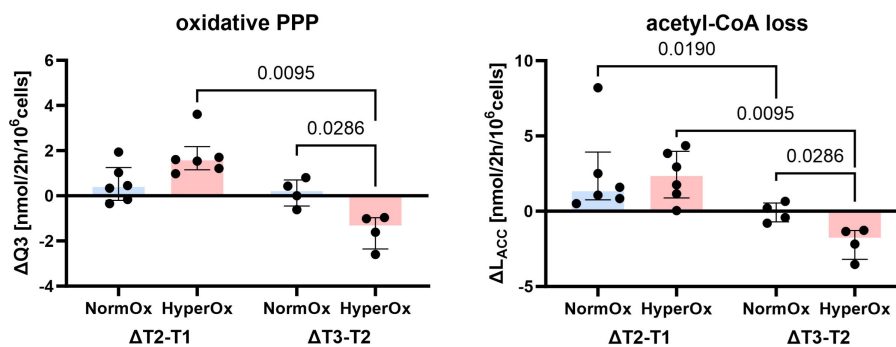 oxidative PPP
ΔQ3 [nmol/2h/10⁶cells]
6
4
2
0
-2
-4
0.0095
0.0286
NormOx HyperOx NormOx HyperOx
ΔT2-T1 ΔT3-T2
acetyl-CoA loss
ΔL_ACC [nmol/2h/10⁶cells]
10
5
0
-5
0.0190
0.0095
0.0286
NormOx HyperOx NormOx HyperOx
ΔT2-T1 ΔT3-T2